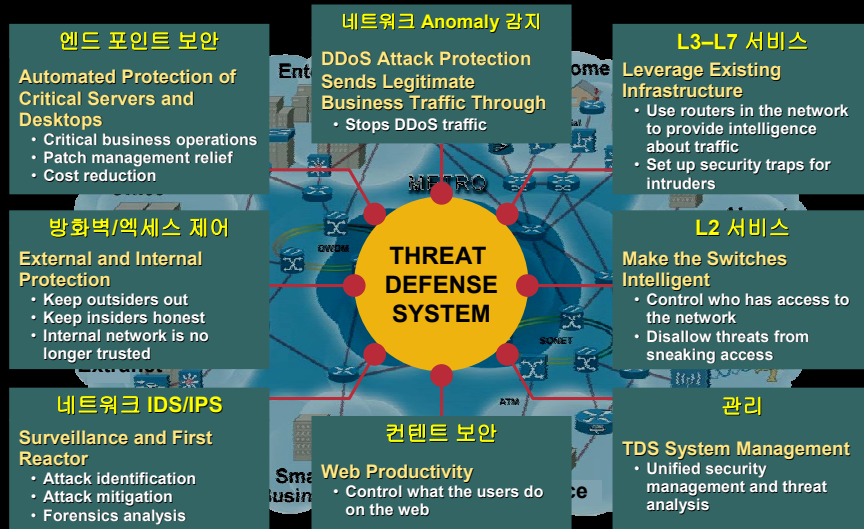 엔드 포인트 보안
Automated Protection of
Critical Servers and
Desktops
• Critical business operations
• Patch management relief
• Cost reduction
네트워크 Anomaly 감지
DDoS Attack Protection
Sends Legitimate
Business Traffic Through
• Stops DDoS traffic
L3–L7 서비스
Leverage Existing
Infrastructure
• Use routers in the network
to provide intelligence
about traffic
• Set up security traps for
intruders
방화벽/엑세스 제어
External and Internal
Protection
• Keep outsiders out
• Keep insiders honest
• Internal network is no
longer trusted
METRO
DWDM
THREAT
DEFENSE
SYSTEM
SONET
ATM
L2 서비스
Make the Switches
Intelligent
• Control who has access to
the network
• Disallow threats from
sneaking access
네트워크 IDS/IPS
Surveillance and First
Reactor
• Attack identification
• Attack mitigation
• Forensics analysis
컨텐트 보안
Web Productivity
• Control what the users do
on the web
관리
TDS System Management
• Unified security
management and threat
analysis